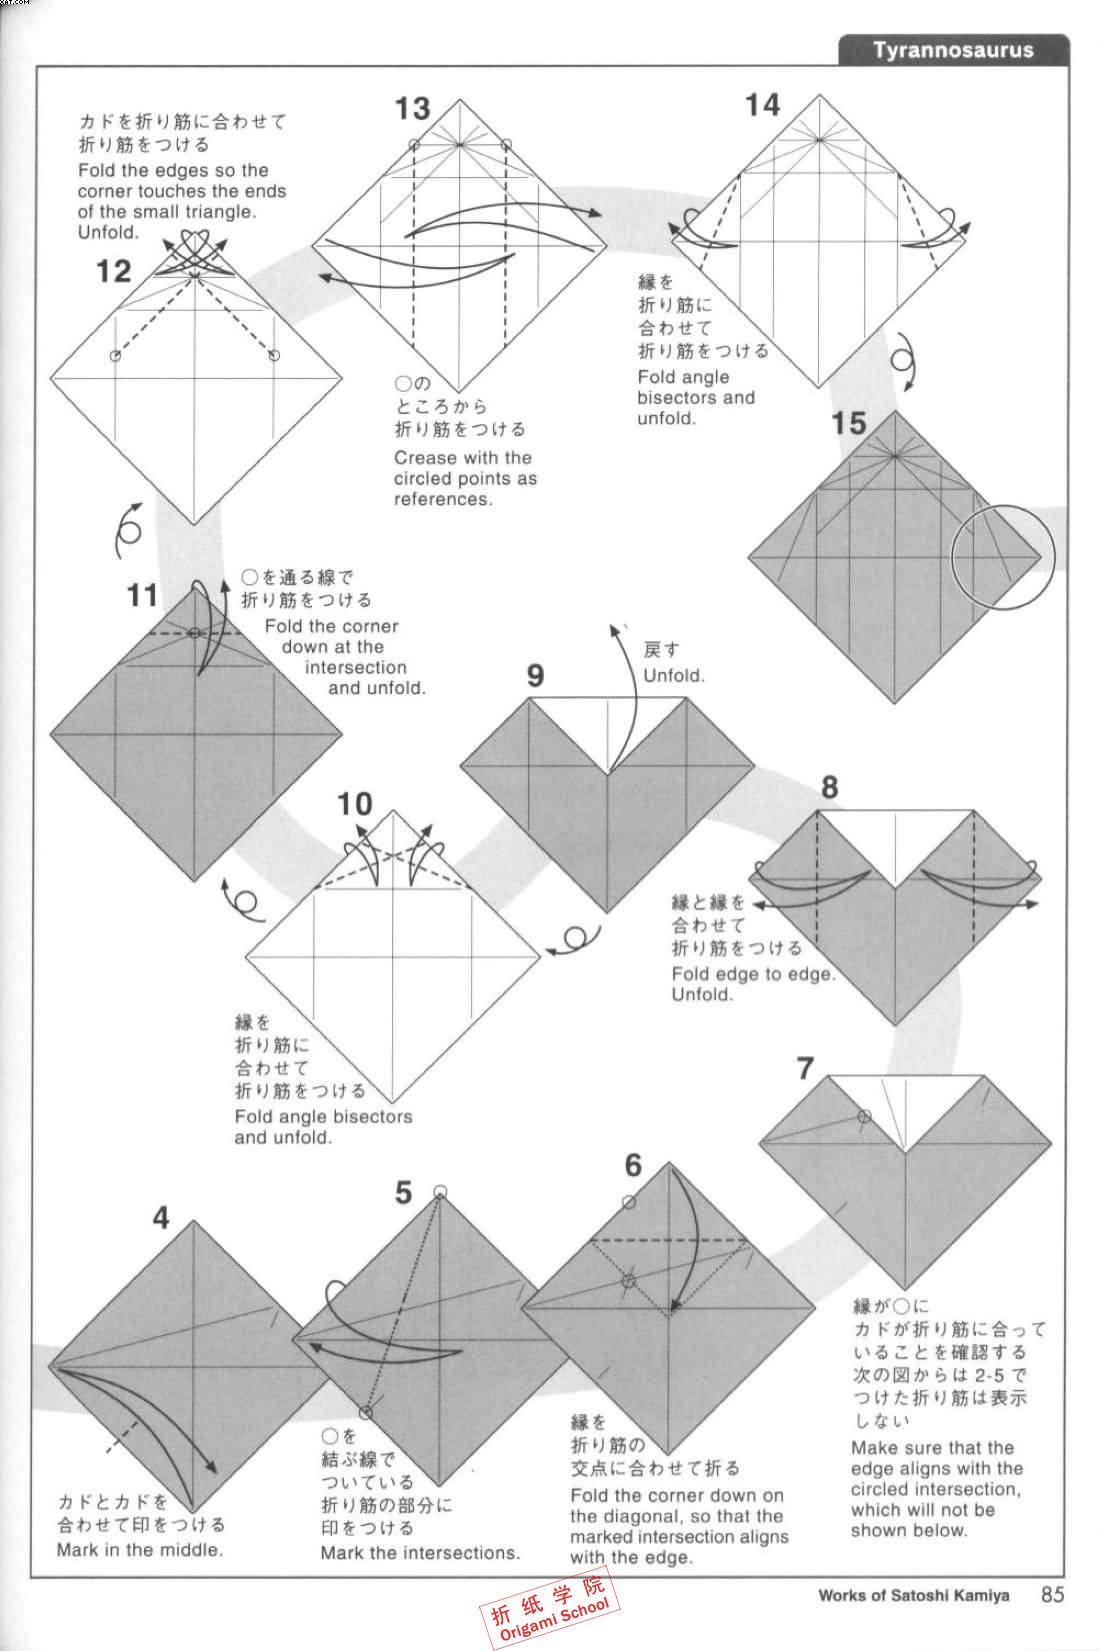 CAT.COM
Tyrannosaurus
カドを折り筋に合わせて
折り筋をつける
Fold the edges so the
corner touches the ends
of the small triangle.
Unfold.
12
13
○の
ところから
折り筋をつける
Crease with the
circled points as
references.
14
縁を
折り筋に
合わせて
折り筋をつける
Fold angle
bisectors and
unfold.
15
11
○を通る線で
折り筋をつける
Fold the corner
down at the
intersection
and unfold.
9
戻す
Unfold.
10
縁を
折り筋に
合わせて
折り筋をつける
Fold angle bisectors
and unfold.
8
縁と縁を
合わせて
折り筋をつける
Fold edge to edge.
Unfold.
7
縁が○に
カドが折り筋に合って
いることを確認する
次の図からは 2-5 で
つけた折り筋は表示
しない
Make sure that the
edge aligns with the
circled intersection,
which will not be
shown below.
4
カドとカドを
合わせて印をつける
Mark in the middle.
5
○を
結ぶ線で
ついている
折り筋の部分に
印をつける
Mark the intersections.
6
縁を
折り筋の
交点に合わせて折る
Fold the corner down on
the diagonal, so that the
marked intersection aligns
with the edge.
折纸学院
Origami School
Works of Satoshi Kamiya 85